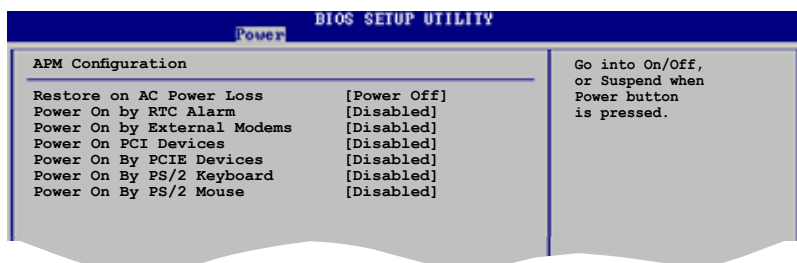 BIOS SETUP UTILITY
Power
APM Configuration
Restore on AC Power Loss [Power Off]
Power On by RTC Alarm [Disabled]
Power On by External Modems [Disabled]
Power On PCI Devices [Disabled]
Power On By PCIE Devices [Disabled]
Power On By PS/2 Keyboard [Disabled]
Power On By PS/2 Mouse [Disabled]
Go into On/Off,
or Suspend when
Power button
is pressed.